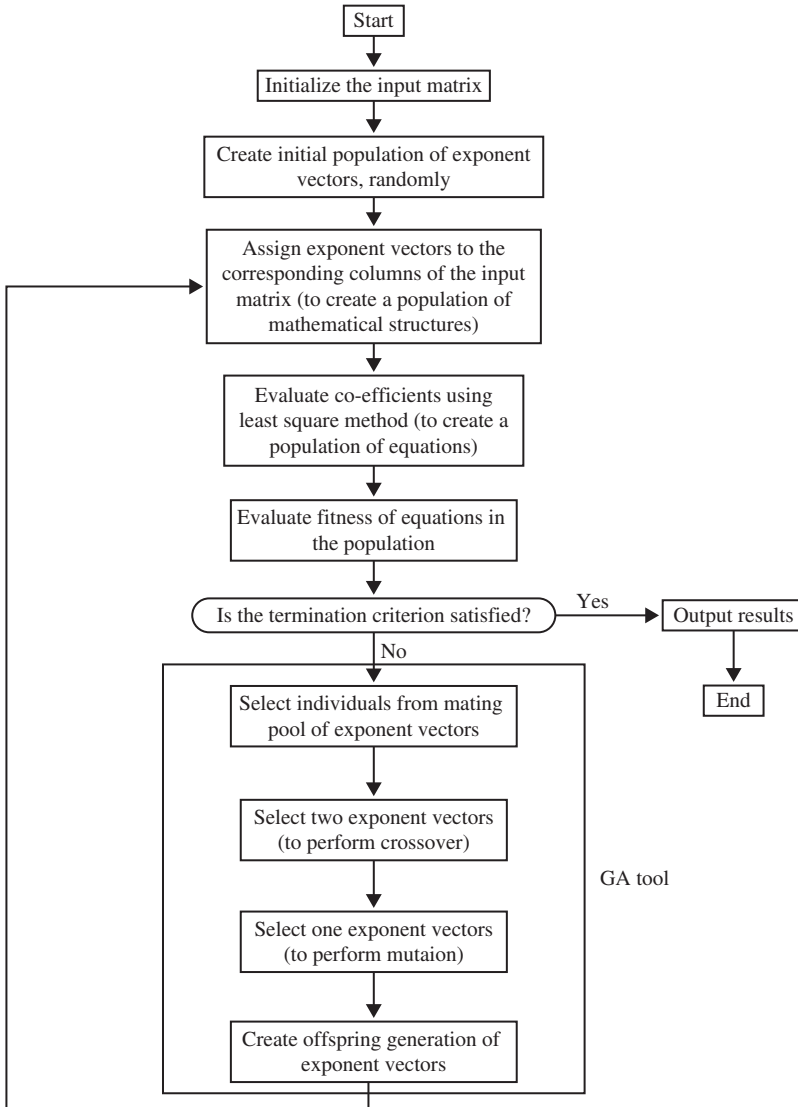 Start
Initialize the input matrix
Create initial population of exponent
vectors, randomly
Assign exponent vectors to the
corresponding columns of the input
matrix (to create a population of
mathematical structures)
Evaluate co-efficients using
least square method (to create a
population of equations)
Evaluate fitness of equations in
the population
Is the termination criterion satisfied?
Yes
Output results
End
No
Select individuals from mating
pool of exponent vectors
Select two exponent vectors
(to perform crossover)
GA tool
Select one exponent vectors
(to perform mutaion)
Create offspring generation of
exponent vectors